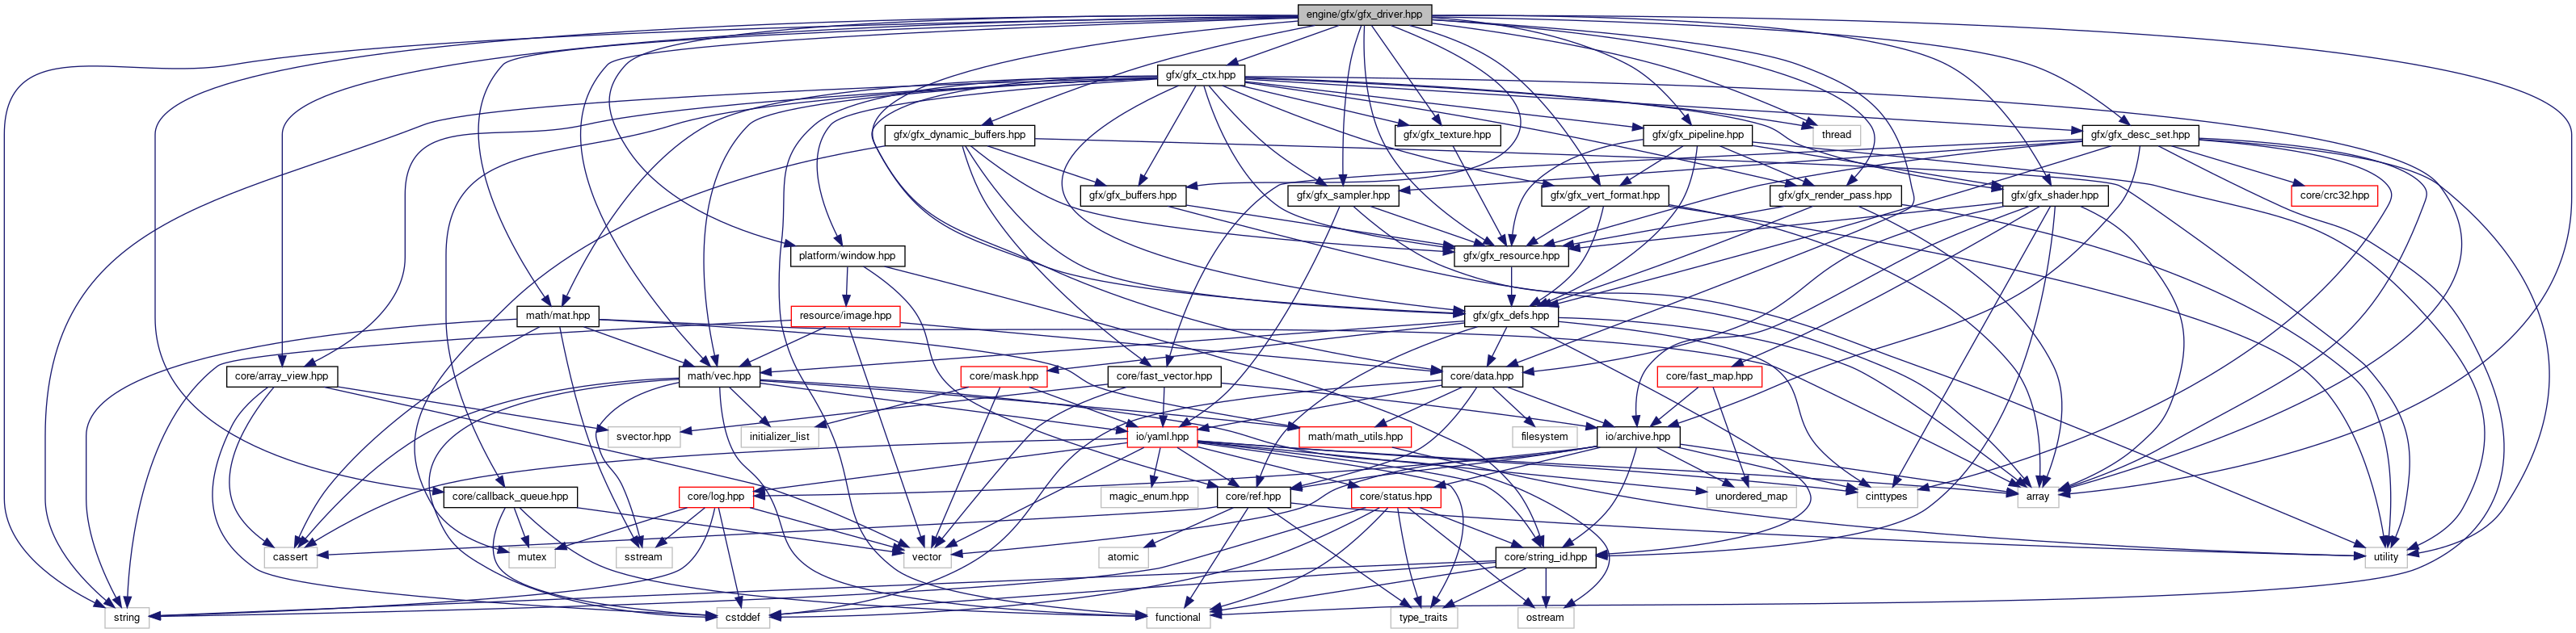 engine/gfx/gfx_driver.hpp
gfx/gfx_ctx.hpp
gfx/gfx_dynamic_buffers.hpp
gfx/gfx_texture.hpp
gfx/gfx_pipeline.hpp
thread
gfx/gfx_desc_set.hpp
gfx/gfx_buffers.hpp
gfx/gfx_sampler.hpp
gfx/gfx_vert_format.hpp
gfx/gfx_render_pass.hpp
gfx/gfx_shader.hpp
core/crc32.hpp
platform/window.hpp
gfx/gfx_resource.hpp
math/mat.hpp
resource/image.hpp
gfx/gfx_defs.hpp
core/array_view.hpp
math/vec.hpp
core/mask.hpp
core/fast_vector.hpp
core/data.hpp
core/fast_map.hpp
svector.hpp
initializer_list
io/yaml.hpp
math/math_utils.hpp
filesystem
io/archive.hpp
core/callback_queue.hpp
core/log.hpp
magic_enum.hpp
core/ref.hpp
core/status.hpp
unordered_map
cinttypes
array
cassert
mutex
sstream
vector
atomic
core/string_id.hpp
utility
string
cstddef
functional
type_traits
ostream